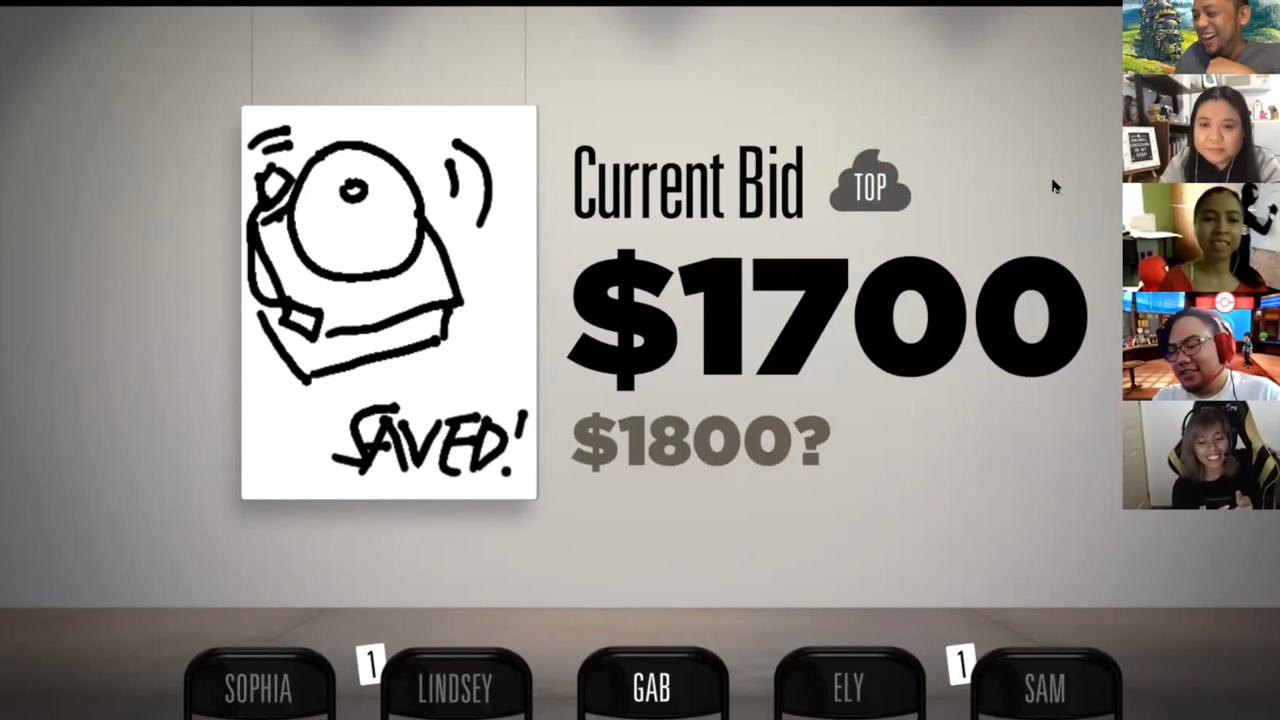 Current Bid
TOP
$1700
$1800?
SAVED!
1
1
SOPHIA
LINDSEY
GAB
ELY
SAM